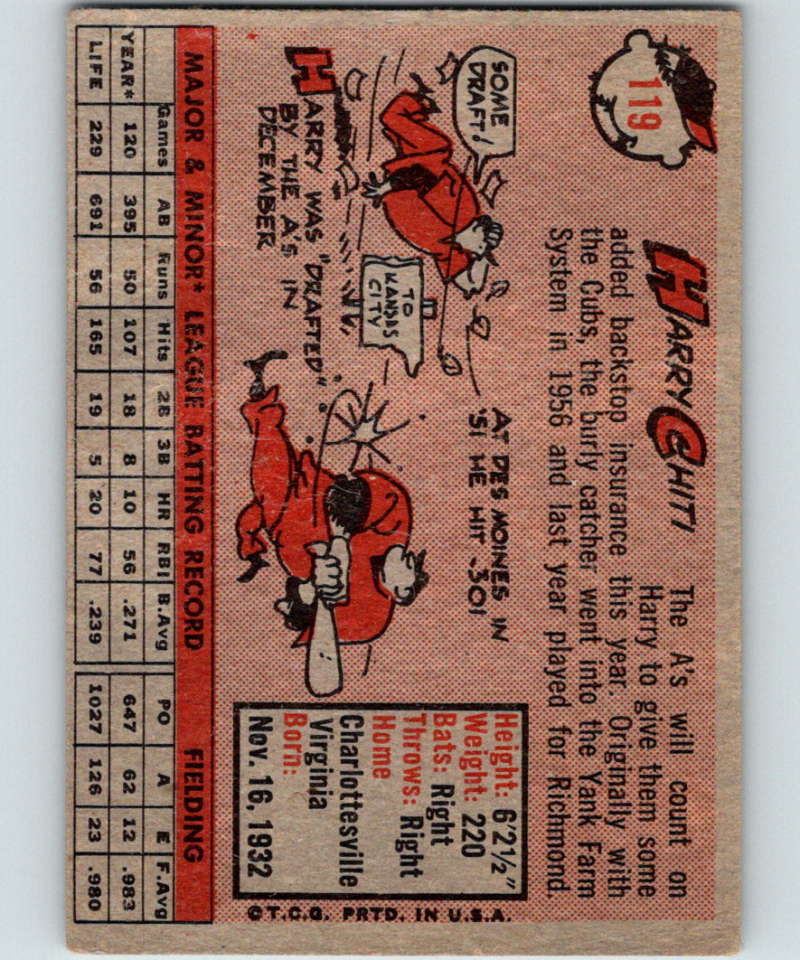 119
HARRY CHITI
The A's will count on
Harry to give them some
added backstop insurance this year. Originally with
the Cubs, the burly catcher went into the Yank Farm
System in 1956 and last year played for Richmond.
SOME
DRAFT!
TO
KANSAS
CITY
HARRY WAS "DRAFTED"
BY THE A'S IN
DECEMBER
AT DES MOINES IN
'51 HE HIT .301
Height: 6'2½"
Weight: 220
Bats: Right
Throws: Right
Home
Charlottesville
Virginia
Born:
Nov. 16, 1932
©T.C.G. PRTD. IN U.S.A.
MAJOR & MINOR* LEAGUE BATTING RECORD FIELDING
Games AB Runs Hits 2B 3B HR RBI B.Avg PO A E F.Avg
YEAR* 120 395 50 107 18 8 10 56 .271 647 62 12 .983
LIFE 229 691 56 165 19 5 20 77 .239 1027 126 23 .980